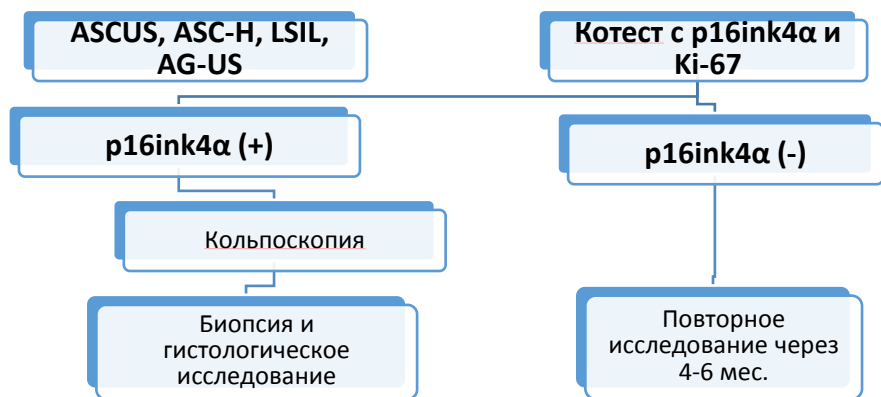 ASCUS, ASC-H, LSIL,
AG-US
Котест с p16ink4α и
Ki-67
p16ink4α (+)
p16ink4α (-)
Кольпоскопия
Биопсия и
гистологическое
исследование
Повторное
исследование через
4-6 мес.